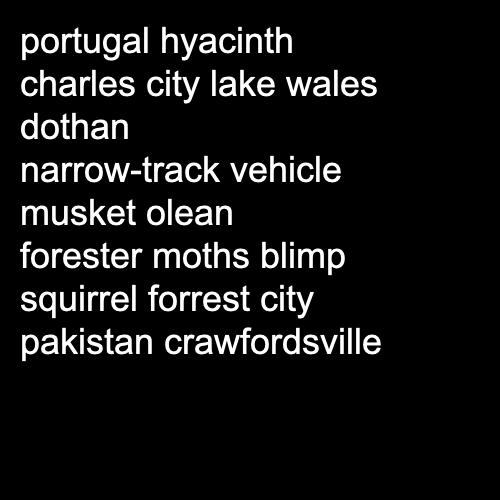 portugal hyacinth
charles city lake wales
dothan
narrow-track vehicle
musket olean
forester moths blimp
squirrel forrest city
pakistan crawfordsville